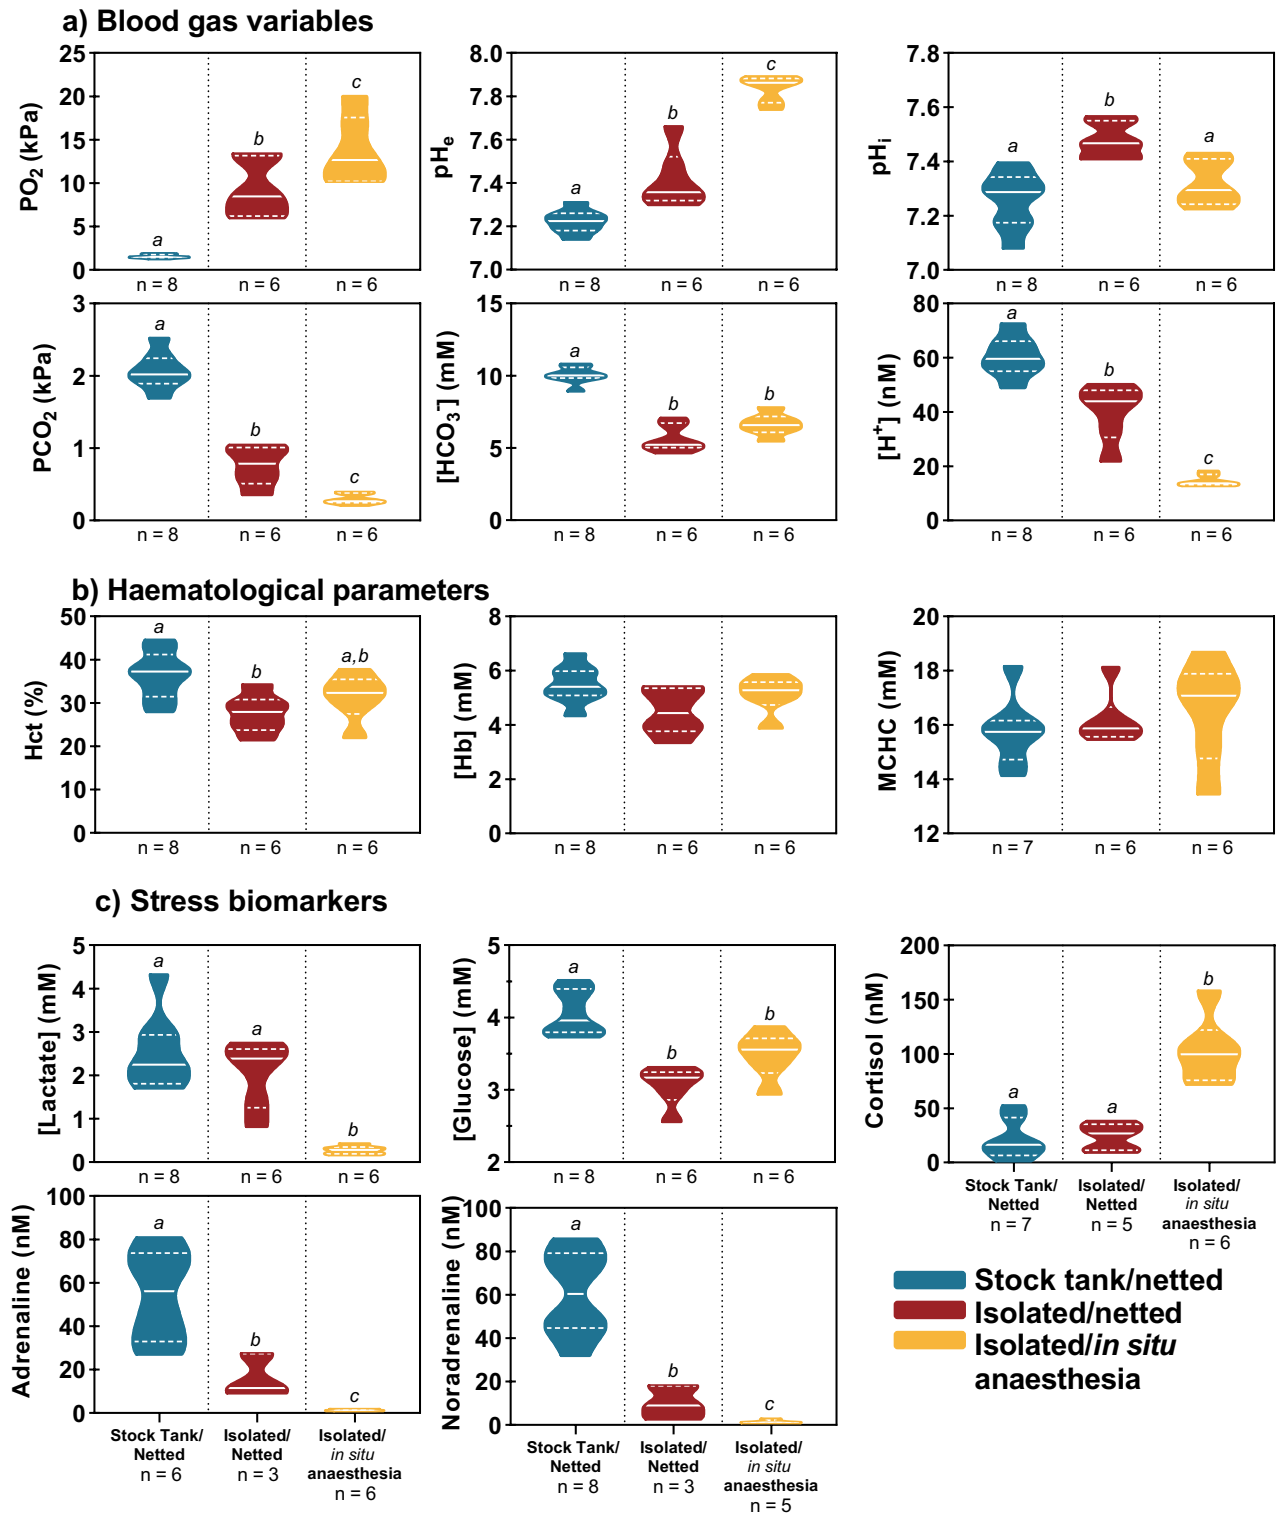 a) Blood gas variables
PO2 (kPa)
25
20
15
10
5
0
a
b
c
n = 8
n = 6
n = 6
pHe
8.0
7.8
7.6
7.4
7.2
7.0
a
b
c
n = 8
n = 6
n = 6
pHi
7.8
7.6
7.4
7.2
7.0
a
b
a
n = 8
n = 6
n = 6
PCO2 (kPa)
3
2
1
0
a
b
c
n = 8
n = 6
n = 6
[HCO3-] (mM)
15
10
5
0
a
b
b
n = 8
n = 6
n = 6
[H+] (nM)
80
60
40
20
0
a
b
c
n = 8
n = 6
n = 6
b) Haematological parameters
Hct (%)
50
40
30
20
10
0
a
b
a,b
n = 8
n = 6
n = 6
[Hb] (mM)
8
6
4
2
0
n = 8
n = 6
n = 6
MCHC (mM)
20
18
16
14
12
n = 7
n = 6
n = 6
c) Stress biomarkers
[Lactate] (mM)
5
4
3
2
1
0
a
a
b
n = 8
n = 6
n = 6
[Glucose] (mM)
5
4
3
2
a
b
b
n = 8
n = 6
n = 6
Cortisol (nM)
200
150
100
50
0
a
a
b
Stock Tank/
Netted
n = 7
Isolated/
Netted
n = 5
Isolated/
in situ
anaesthesia
n = 6
Adrenaline (nM)
100
80
60
40
20
0
a
b
c
Stock Tank/
Netted
n = 6
Isolated/
Netted
n = 3
Isolated/
in situ
anaesthesia
n = 6
Noradrenaline (nM)
100
80
60
40
20
0
a
b
c
Stock Tank/
Netted
n = 8
Isolated/
Netted
n = 3
Isolated/
in situ
anaesthesia
n = 5
Stock tank/netted
Isolated/netted
Isolated/in situ
anaesthesia